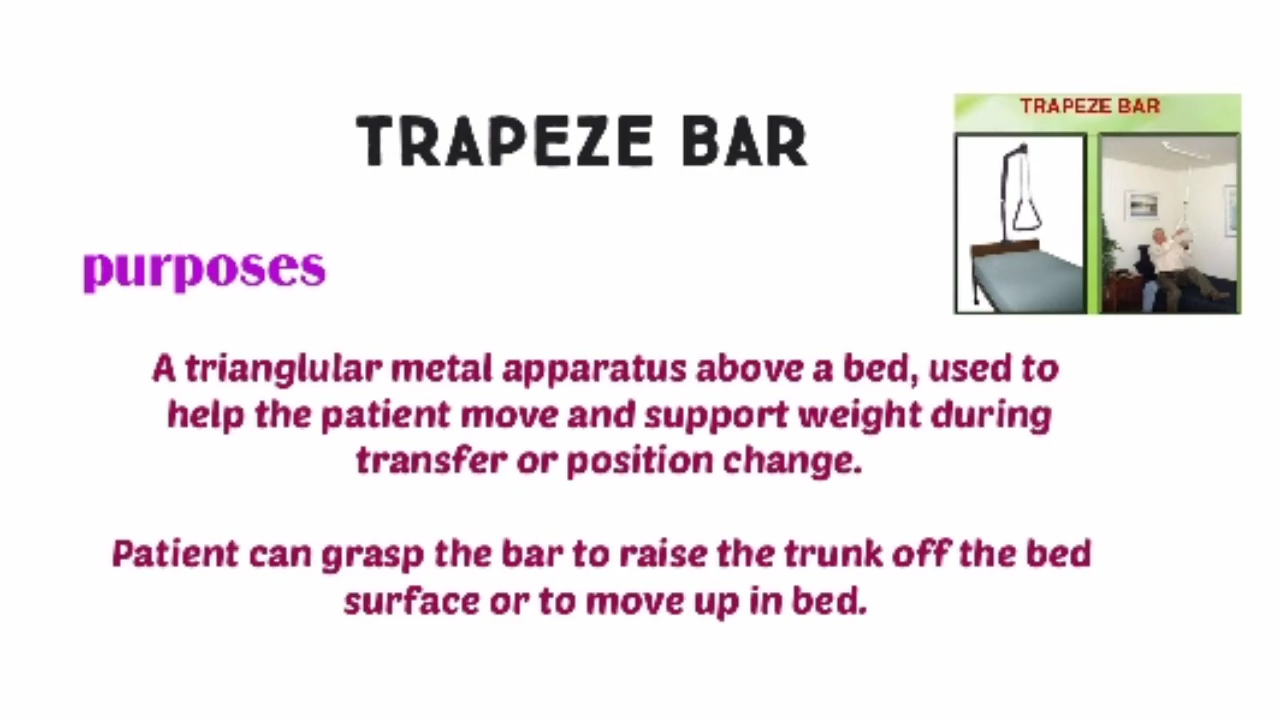 TRAPEZE BAR
TRAPEZE BAR
purposes
A trianglular metal apparatus above a bed, used to
help the patient move and support weight during
transfer or position change.
Patient can grasp the bar to raise the trunk off the bed
surface or to move up in bed.